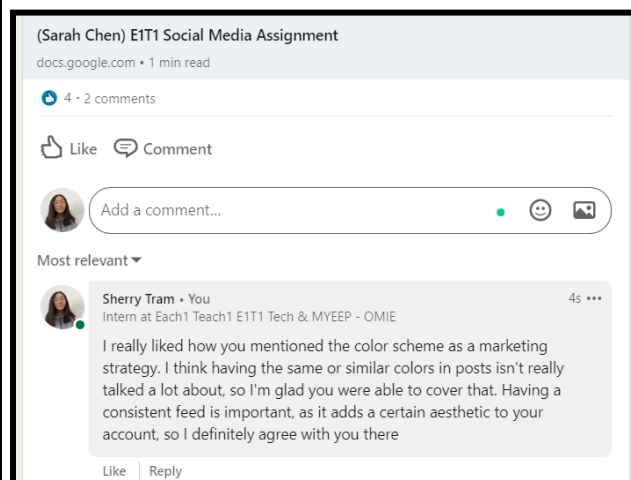 (Sarah Chen) E1T1 Social Media Assignment
docs.google.com • 1 min read
4 · 2 comments
Like Comment
Add a comment...
Most relevant
Sherry Tram • You 4s
Intern at Each1 Teach1 E1T1 Tech & MYEEP - OMIE
I really liked how you mentioned the color scheme as a marketing
strategy. I think having the same or similar colors in posts isn't really
talked a lot about, so I'm glad you were able to cover that. Having a
consistent feed is important, as it adds a certain aesthetic to your
account, so I definitely agree with you there
Like Reply